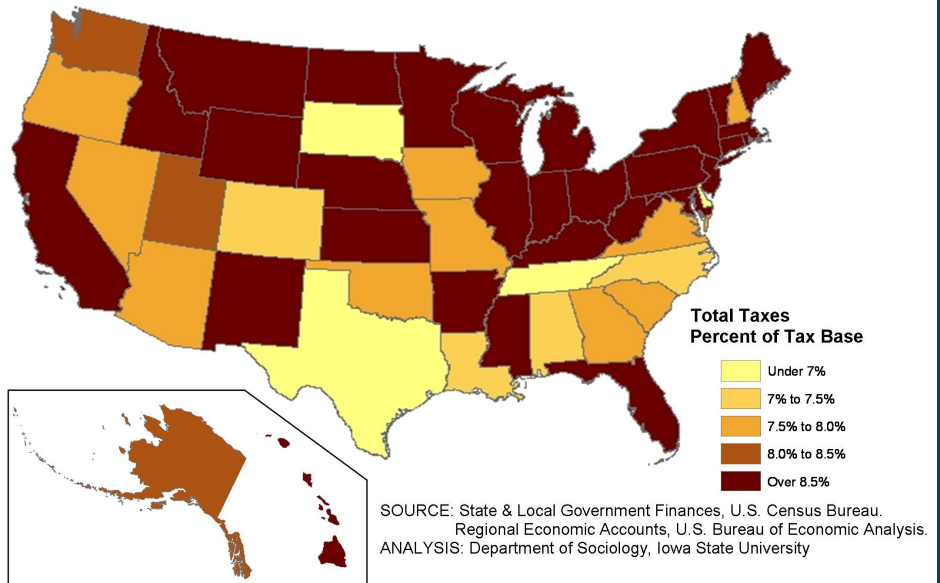 Total Taxes
Percent of Tax Base
Under 7%
7% to 7.5%
7.5% to 8.0%
8.0% to 8.5%
Over 8.5%
SOURCE: State & Local Government Finances, U.S. Census Bureau.
Regional Economic Accounts, U.S. Bureau of Economic Analysis.
ANALYSIS: Department of Sociology, Iowa State University